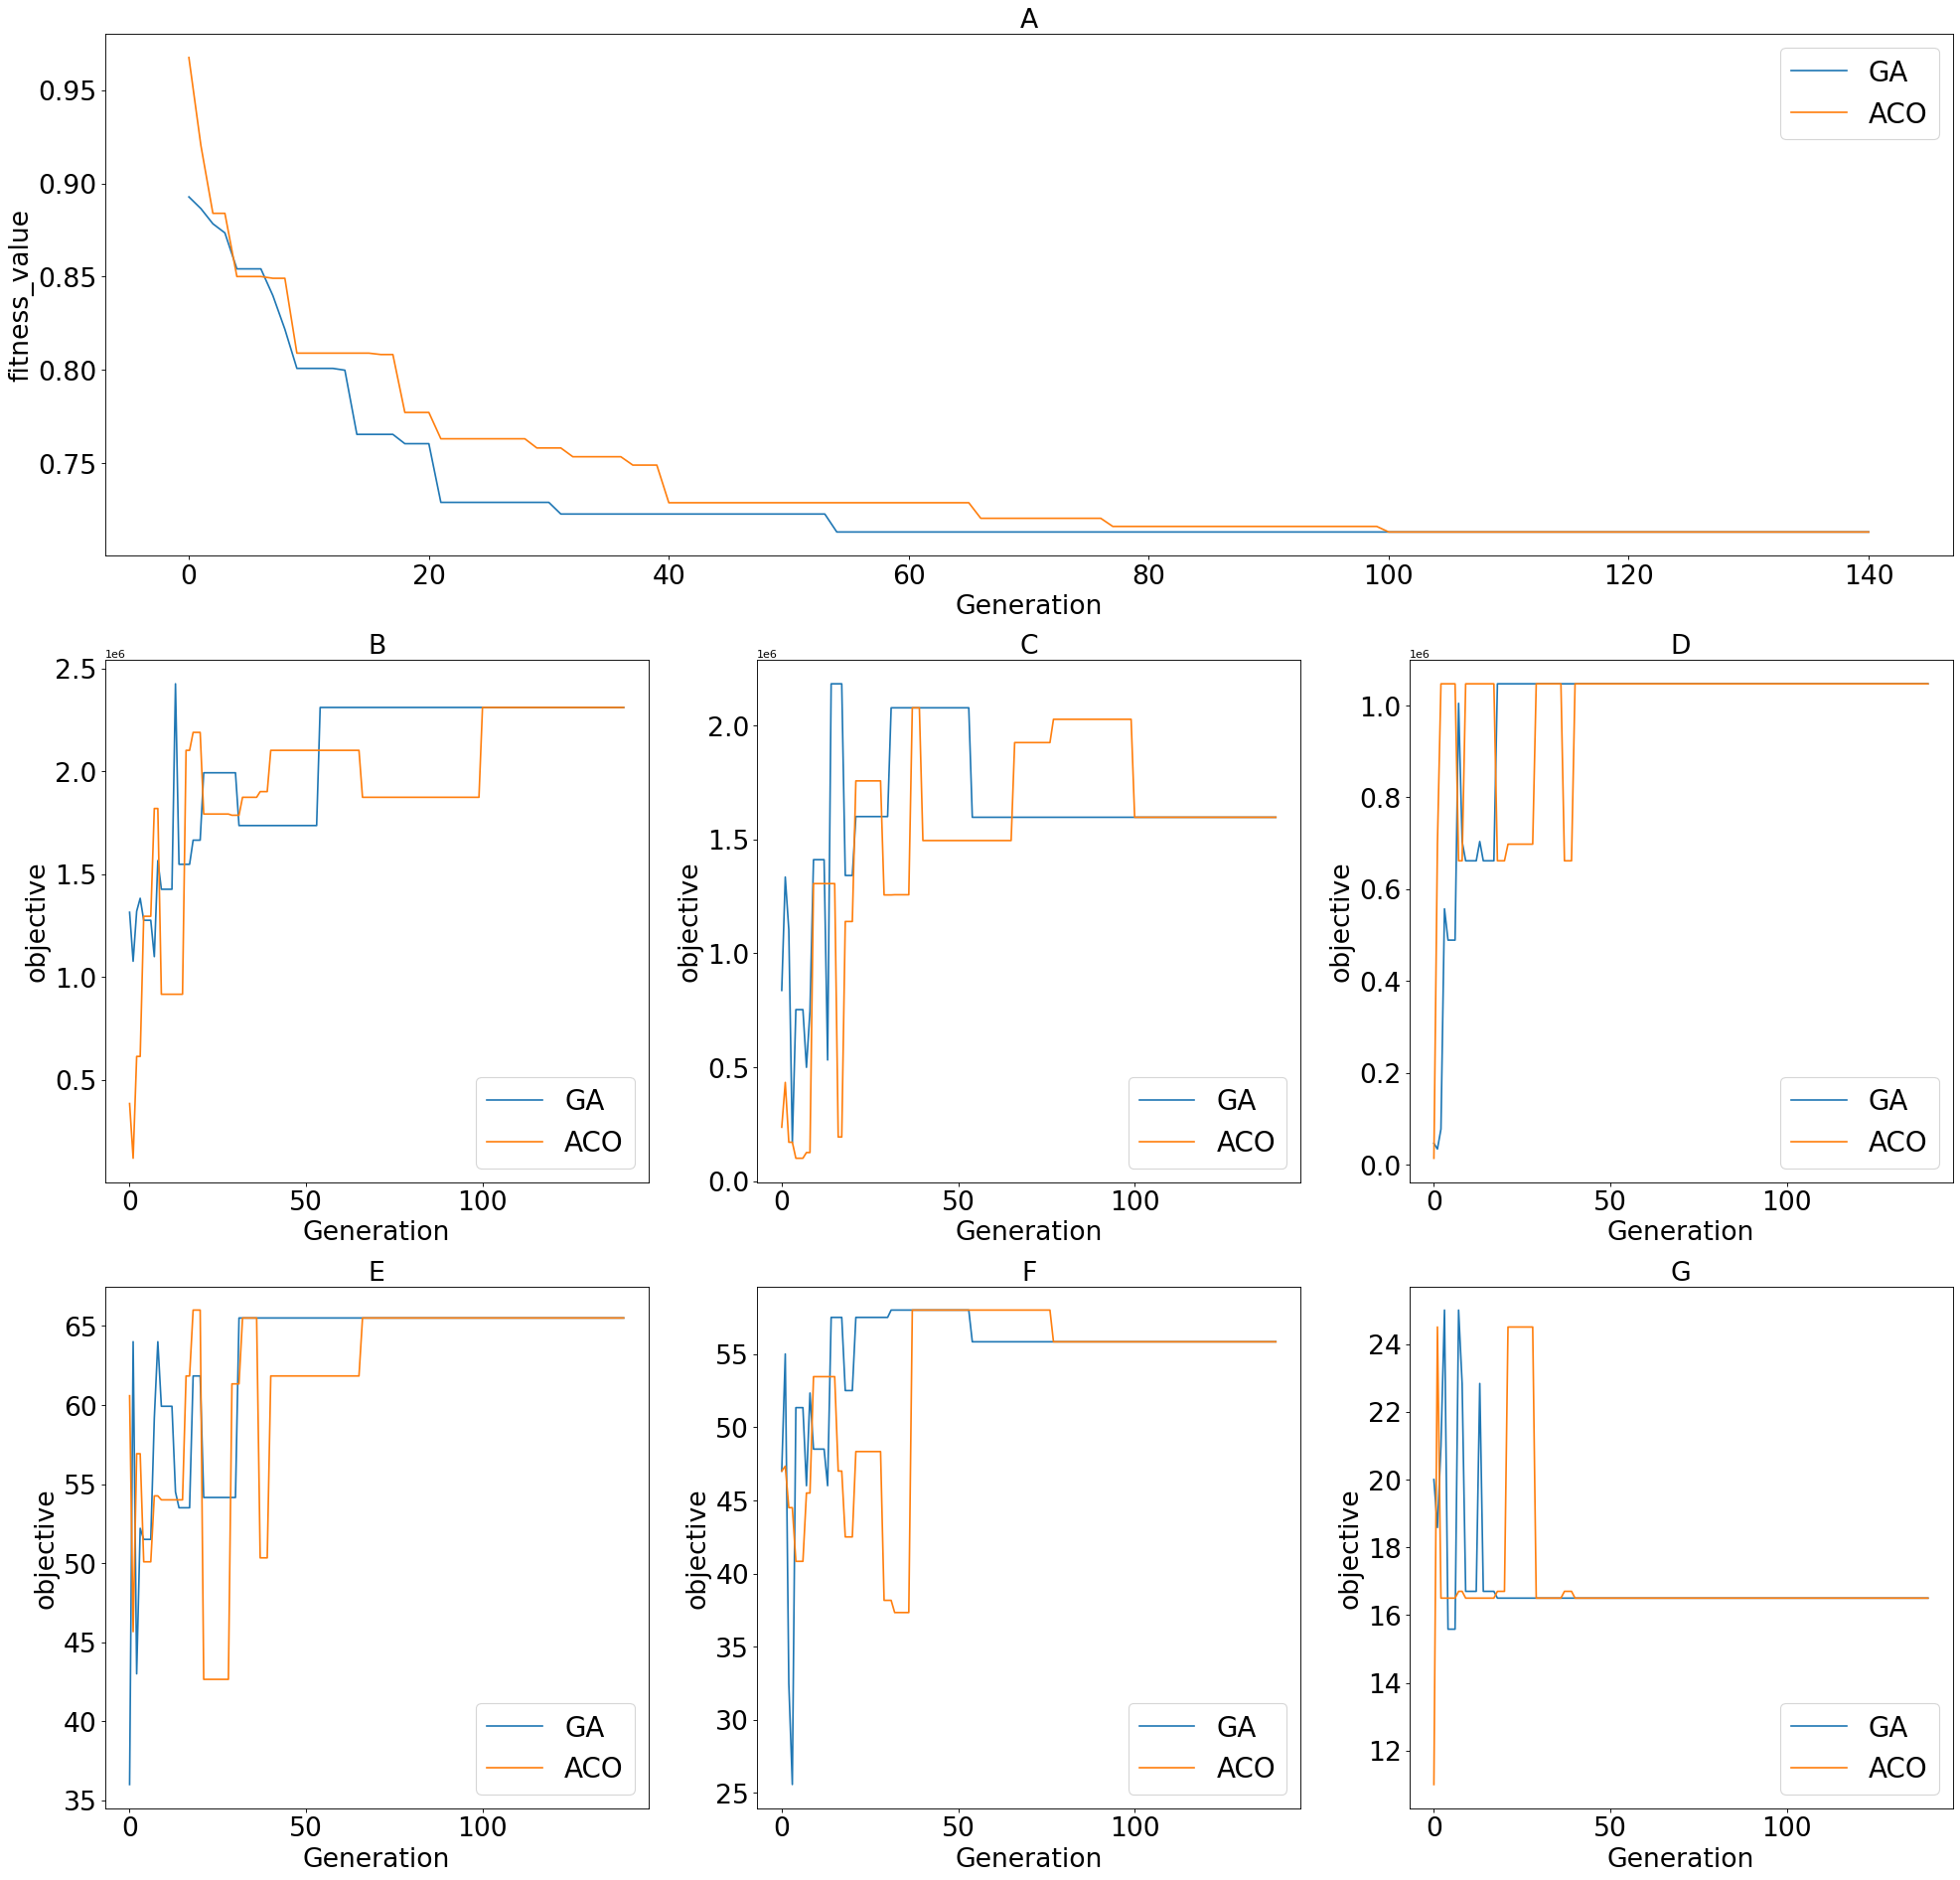 A
0.95
0.90
0.85
0.80
0.75
fitness_value
GA
ACO
0 20 40 60 80 100 120 140
Generation
B
1e6
2.5
2.0
1.5
1.0
0.5
objective
GA
ACO
0 50 100
Generation
C
1e6
2.0
1.5
1.0
0.5
0.0
objective
GA
ACO
0 50 100
Generation
D
1e6
1.0
0.8
0.6
0.4
0.2
0.0
objective
GA
ACO
0 50 100
Generation
E
65
60
55
50
45
40
35
objective
GA
ACO
0 50 100
Generation
F
55
50
45
40
35
30
25
objective
GA
ACO
0 50 100
Generation
G
24
22
20
18
16
14
12
objective
GA
ACO
0 50 100
Generation